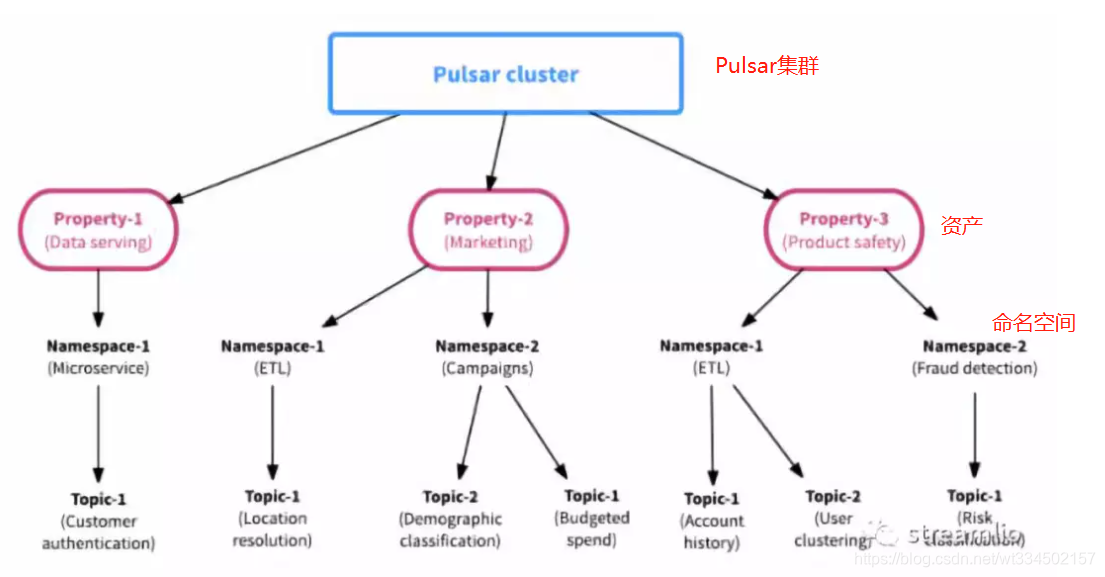 Pulsar cluster
Pulsar集群
Property-1
(Data serving)
Property-2
(Marketing)
Property-3
(Product safety)
资产
命名空间
Namespace-1
(Microservice)
Namespace-1
(ETL)
Namespace-2
(Campaigns)
Namespace-1
(ETL)
Namespace-2
(Fraud detection)
Topic-1
(Customer
authentication)
Topic-1
(Location
resolution)
Topic-2
(Demographic
classification)
Topic-1
(Budgeted
spend)
Topic-1
(Account
history)
Topic-2
(User
clustering)
Topic-1
(Risk
classification)
streamlio
https://blog.csdn.net/wt334502157